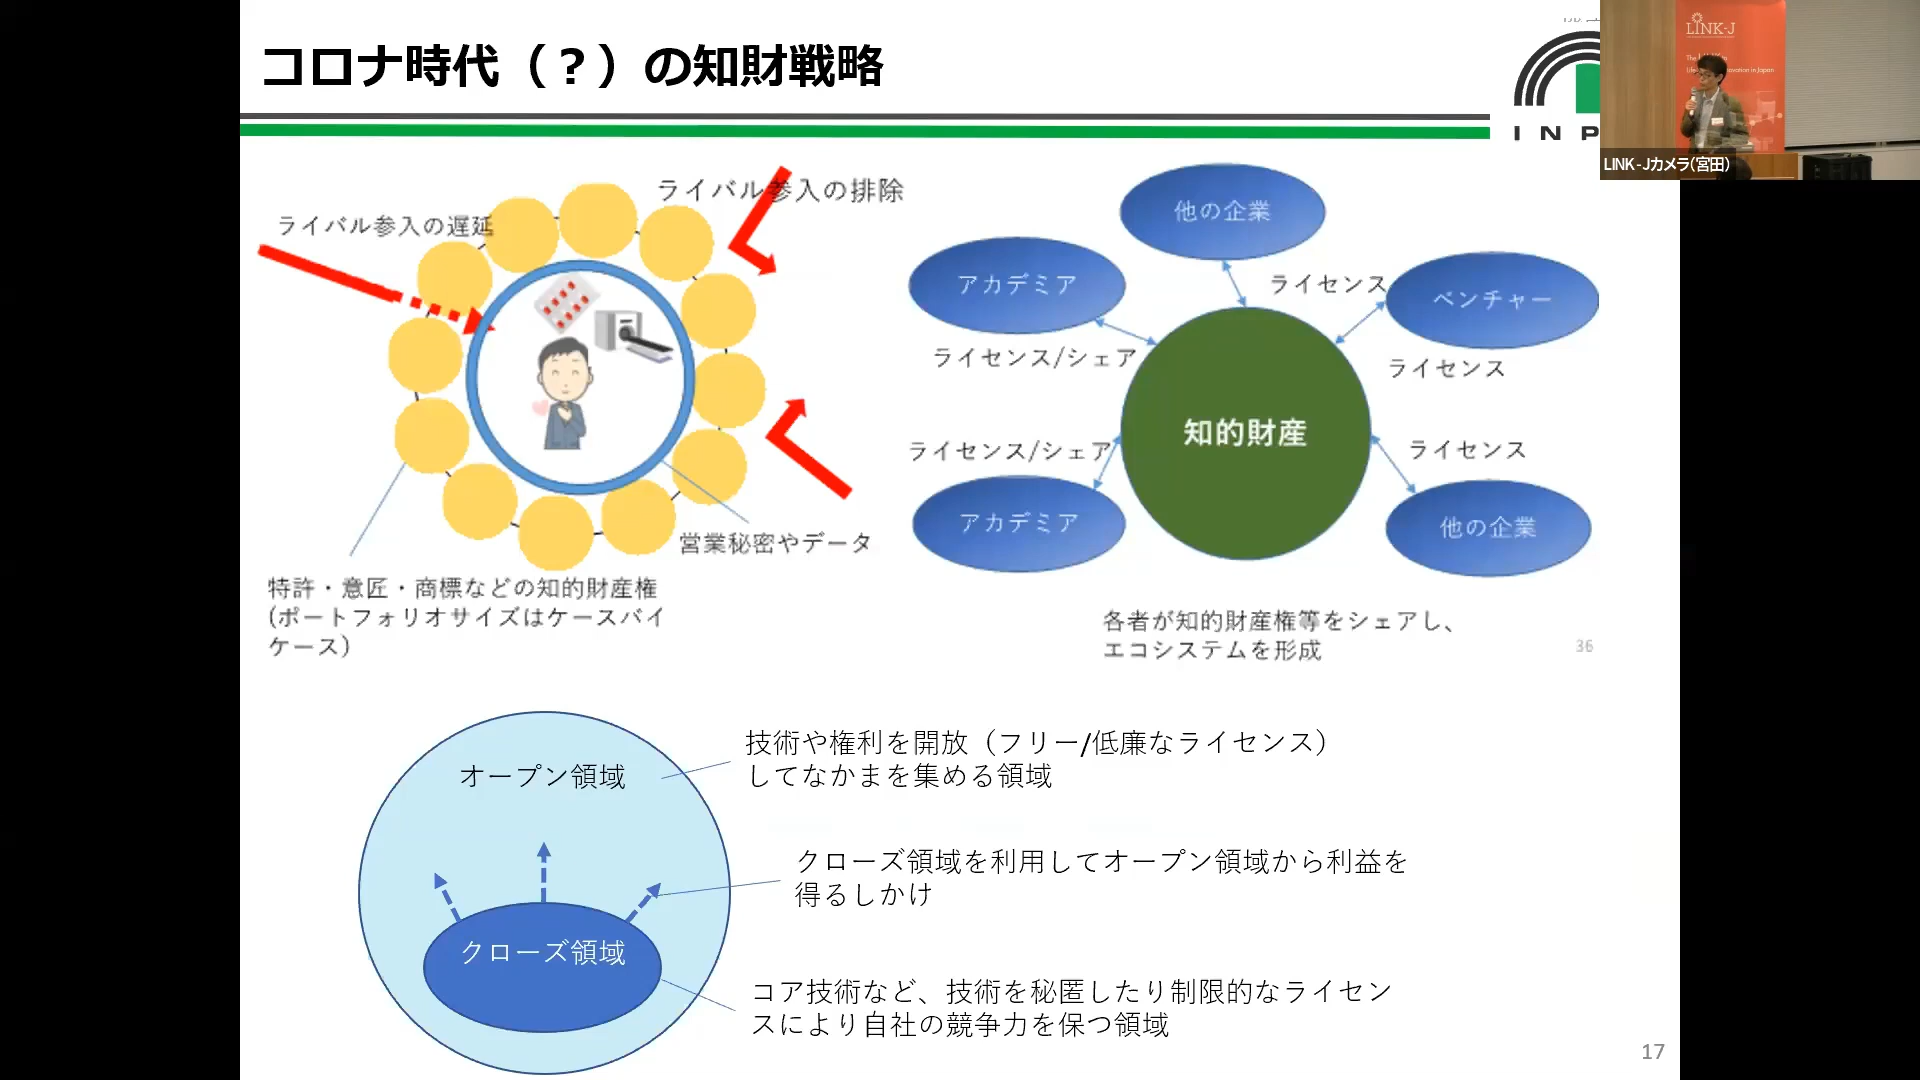 コロナ時代（？）の知財戦略
INP
LINK-J
LINK-Jカメラ(宮田)
ライバル参入の遅延
ライバル参入の排除
営業秘密やデータ
特許・意匠・商標などの知的財産権
(ポートフォリオサイズはケースバイ
ケース)
他の企業
アカデミア
ライセンス
ベンチャー
ライセンス/シェア
ライセンス
知的財産
ライセンス/シェア
ライセンス
アカデミア
他の企業
各者が知的財産権等をシェアし、
エコシステムを形成
36
オープン領域
技術や権利を開放（フリー/低廉なライセンス）
してなかまを集める領域
クローズ領域を利用してオープン領域から利益を
得るしかけ
クローズ領域
コア技術など、技術を秘匿したり制限的なライセン
スにより自社の競争力を保つ領域
17